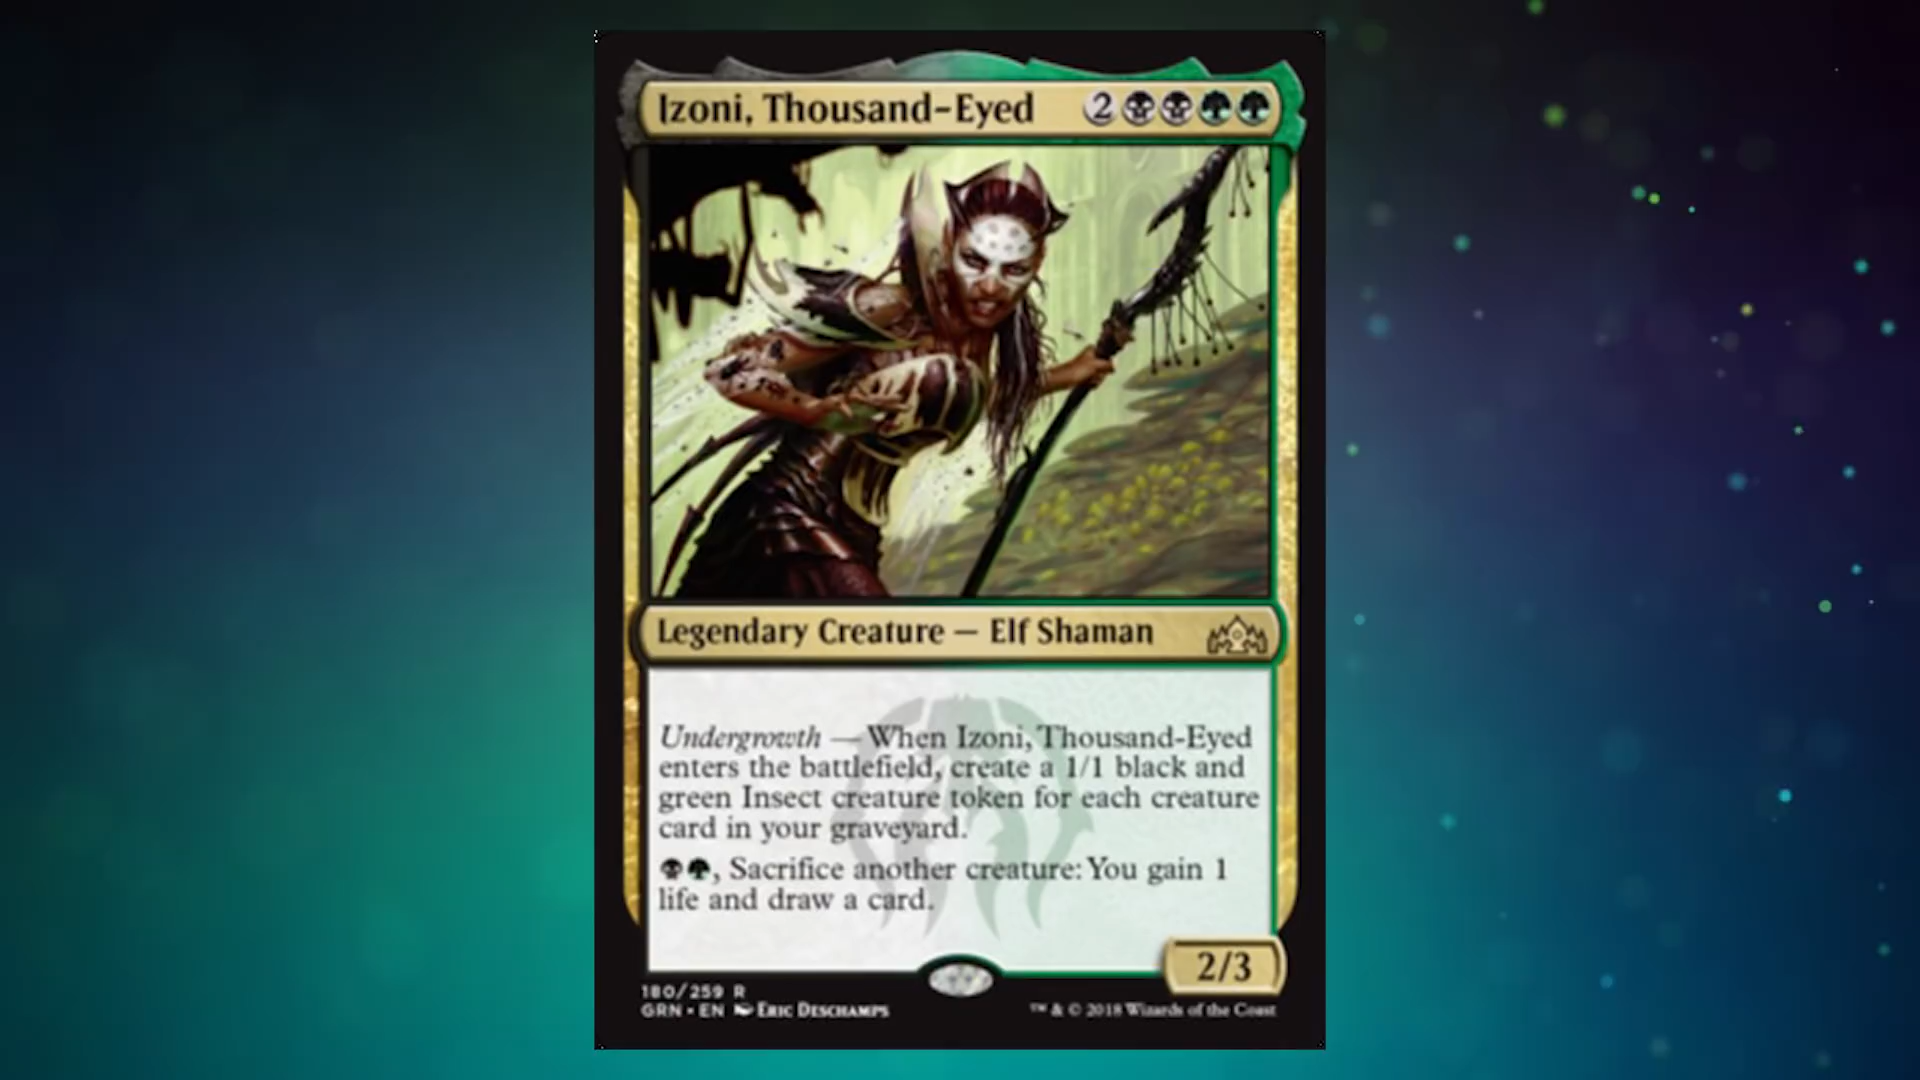 Izoni, Thousand-Eyed 2
Legendary Creature — Elf Shaman
Undergrowth — When Izoni, Thousand-Eyed
enters the battlefield, create a 1/1 black and
green Insect creature token for each creature
card in your graveyard.
, Sacrifice another creature: You gain 1
life and draw a card.
2/3
180/259 R
GRN • EN Eric Deschamps
™ & © 2018 Wizards of the Coast